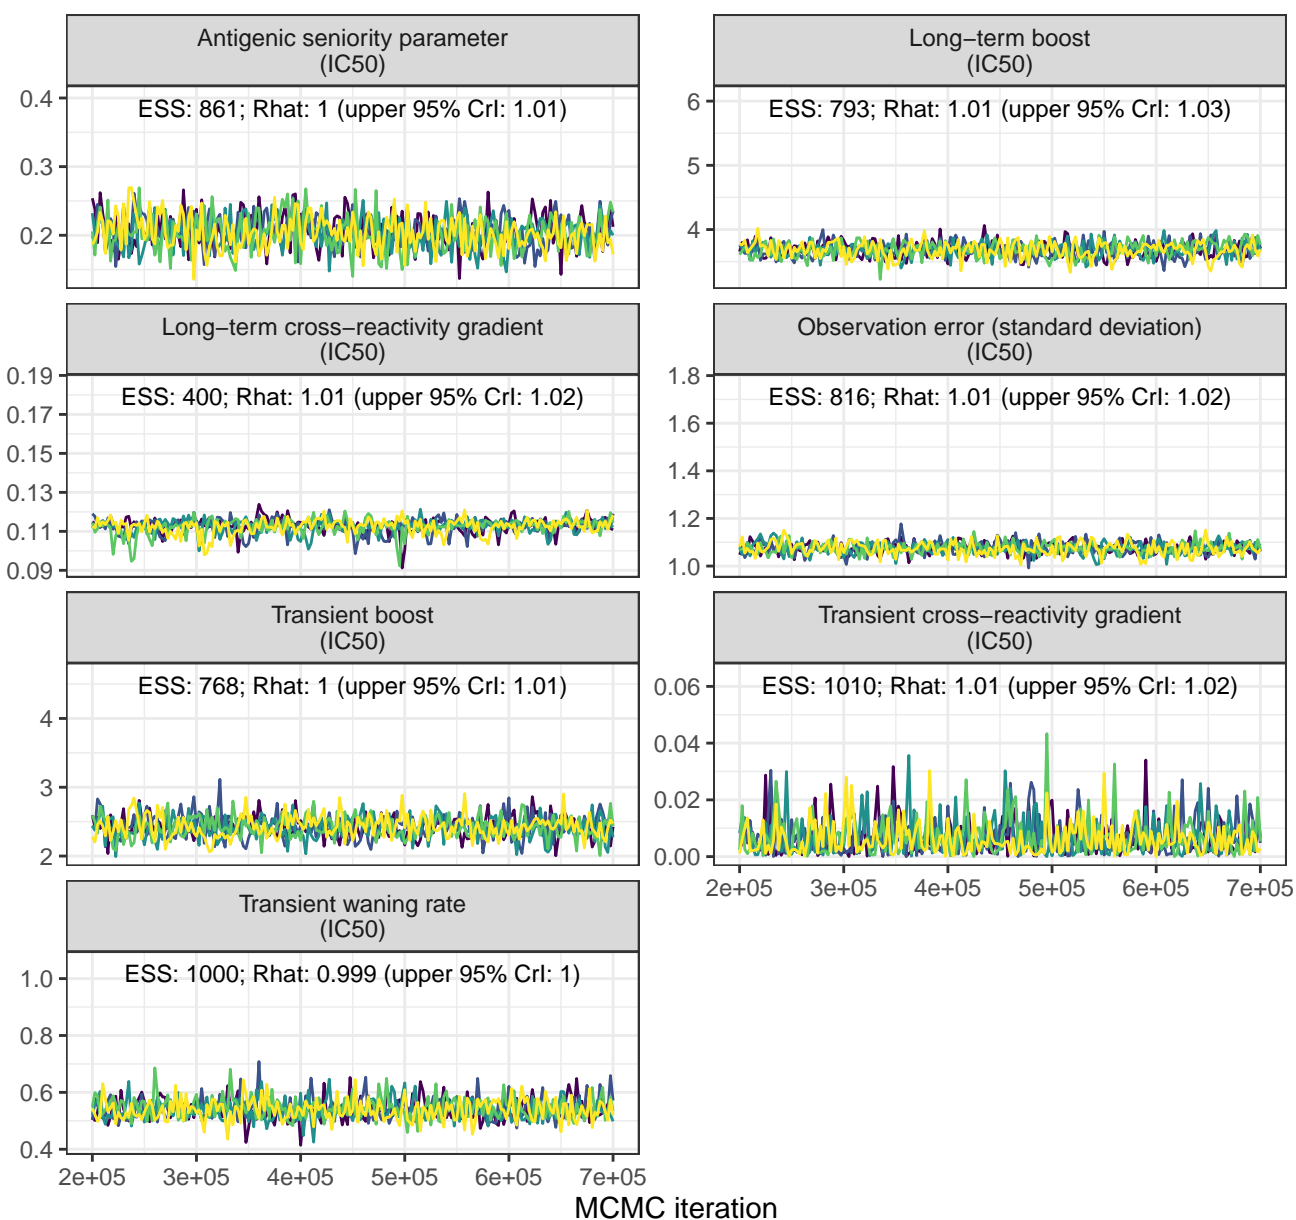 Antigenic seniority parameter
(IC50)
ESS: 861; Rhat: 1 (upper 95% CrI: 1.01)
0.4
0.3
0.2
Long−term boost
(IC50)
ESS: 793; Rhat: 1.01 (upper 95% CrI: 1.03)
6
5
4
Long−term cross−reactivity gradient
(IC50)
ESS: 400; Rhat: 1.01 (upper 95% CrI: 1.02)
0.19
0.17
0.15
0.13
0.11
0.09
Observation error (standard deviation)
(IC50)
ESS: 816; Rhat: 1.01 (upper 95% CrI: 1.02)
1.8
1.6
1.4
1.2
1.0
Transient boost
(IC50)
ESS: 768; Rhat: 1 (upper 95% CrI: 1.01)
4
3
2
Transient cross−reactivity gradient
(IC50)
ESS: 1010; Rhat: 1.01 (upper 95% CrI: 1.02)
0.06
0.04
0.02
0.00
2e+05 3e+05 4e+05 5e+05 6e+05 7e+05
Transient waning rate
(IC50)
ESS: 1000; Rhat: 0.999 (upper 95% CrI: 1)
1.0
0.8
0.6
0.4
2e+05 3e+05 4e+05 5e+05 6e+05 7e+05
MCMC iteration